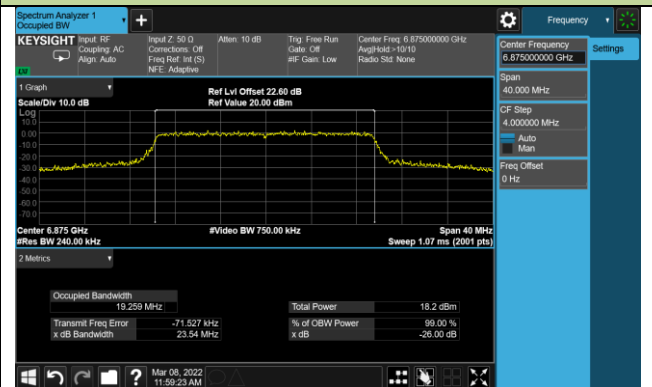 Spectrum Analyzer 1
Occupied BW
Frequency
KEYSIGHT
Input: RF
Coupling: AC
Align: Auto
Input Z: 50 Ω
Corrections: Off
Freq Ref: Int (S)
NFE: Adaptive
Atten: 10 dB
Trig: Free Run
Gate: Off
#IF Gain: Low
Center Freq: 6.875000000 GHz
Avg|Hold:>10/10
Radio Std: None
Center Frequency
6.875000000 GHz
Settings
Span
40.000 MHz
CF Step
4.000000 MHz
Auto
Man
Freq Offset
0 Hz
1 Graph
Scale/Div 10.0 dB
Ref Lvl Offset 22.60 dB
Ref Value 20.00 dBm
Log
10.0
0.00
-10.0
-20.0
-30.0
-40.0
-50.0
-60.0
-70.0
Center 6.875 GHz
#Res BW 240.00 kHz
#Video BW 750.00 kHz
Span 40 MHz
Sweep 1.07 ms (2001 pts)
2 Metrics
Occupied Bandwidth
19.259 MHz
Total Power 18.2 dBm
Transmit Freq Error -71.527 kHz
% of OBW Power 99.00 %
x dB Bandwidth 23.54 MHz
x dB -26.00 dB
?
Mar 08, 2022
11:59:23 AM